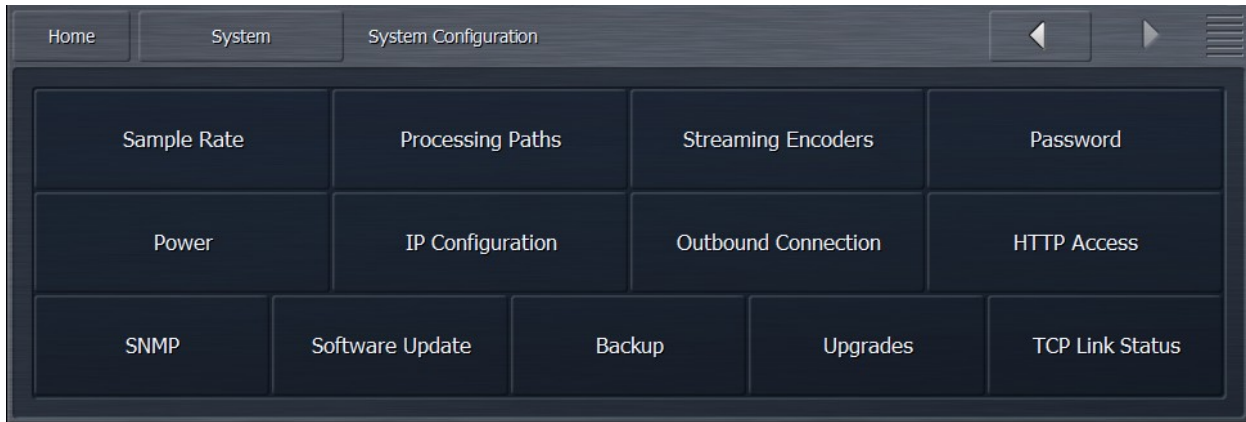 Home System System Configuration
Sample Rate Processing Paths Streaming Encoders Password
Power IP Configuration Outbound Connection HTTP Access
SNMP Software Update Backup Upgrades TCP Link Status